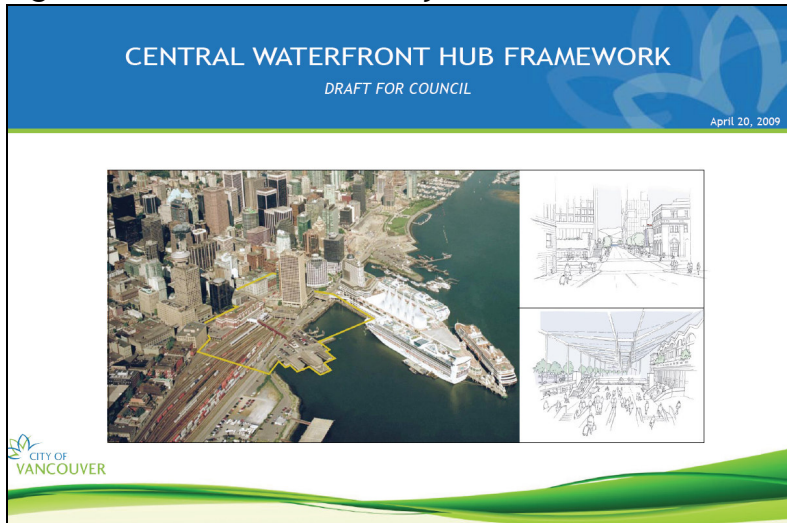 CENTRAL WATERFRONT HUB FRAMEWORK
DRAFT FOR COUNCIL
April 20, 2009
CITY OF
VANCOUVER